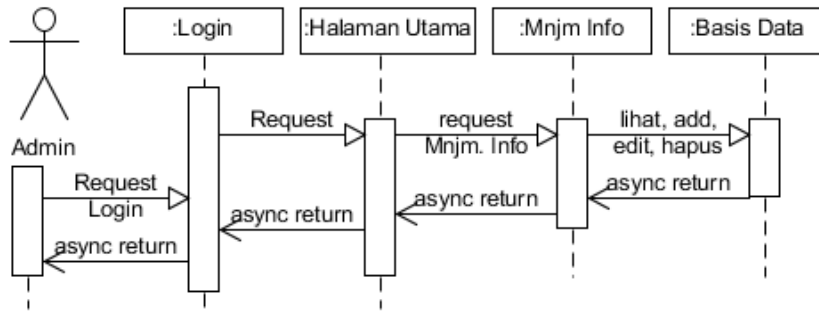 :Login
:Halaman Utama
:Mnjm Info
:Basis Data
Admin
Request
request
Mnjm. Info
lihat, add,
edit, hapus
Request
Login
async return
async return
async return
async return